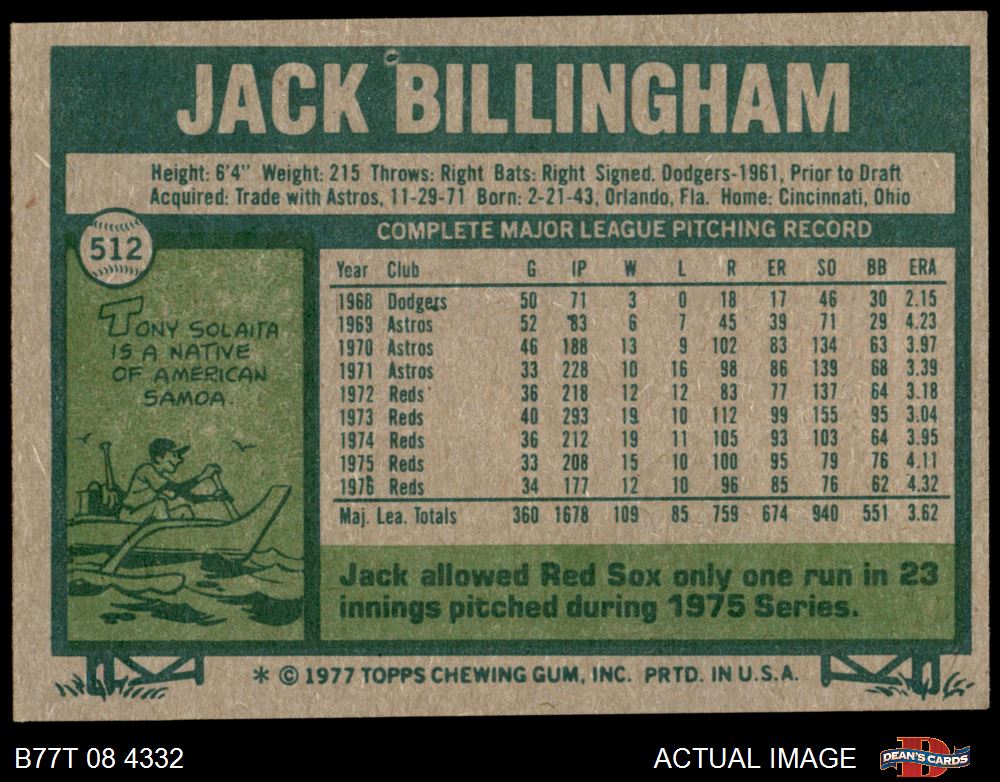 JACK BILLINGHAM
Height: 6'4" Weight: 215 Throws: Right Bats: Right Signed. Dodgers-1961, Prior to Draft
Acquired: Trade with Astros, 11-29-71 Born: 2-21-43, Orlando, Fla. Home: Cincinnati, Ohio
512
COMPLETE MAJOR LEAGUE PITCHING RECORD
TONY SOLAITA
IS A NATIVE
OF AMERICAN
SAMOA.
Year Club G IP W L R ER SO BB ERA
1968 Dodgers 50 71 3 0 18 17 46 30 2.15
1969 Astros 52 83 6 7 45 39 71 29 4.23
1970 Astros 46 188 13 9 102 83 134 63 3.97
1971 Astros 33 228 10 16 98 86 139 68 3.39
1972 Reds 36 218 12 12 83 77 137 64 3.18
1973 Reds 40 293 19 10 112 99 155 95 3.04
1974 Reds 36 212 19 11 105 93 103 64 3.95
1975 Reds 33 208 15 10 100 95 79 76 4.11
1976 Reds 34 177 12 10 96 85 76 62 4.32
Maj. Lea. Totals 360 1678 109 85 759 674 940 551 3.62
Jack allowed Red Sox only one run in 23
innings pitched during 1975 Series.
* © 1977 TOPPS CHEWING GUM, INC. PRTD. IN U.S.A.
B77T 08 4332
ACTUAL IMAGE
DEAN'S CARDS